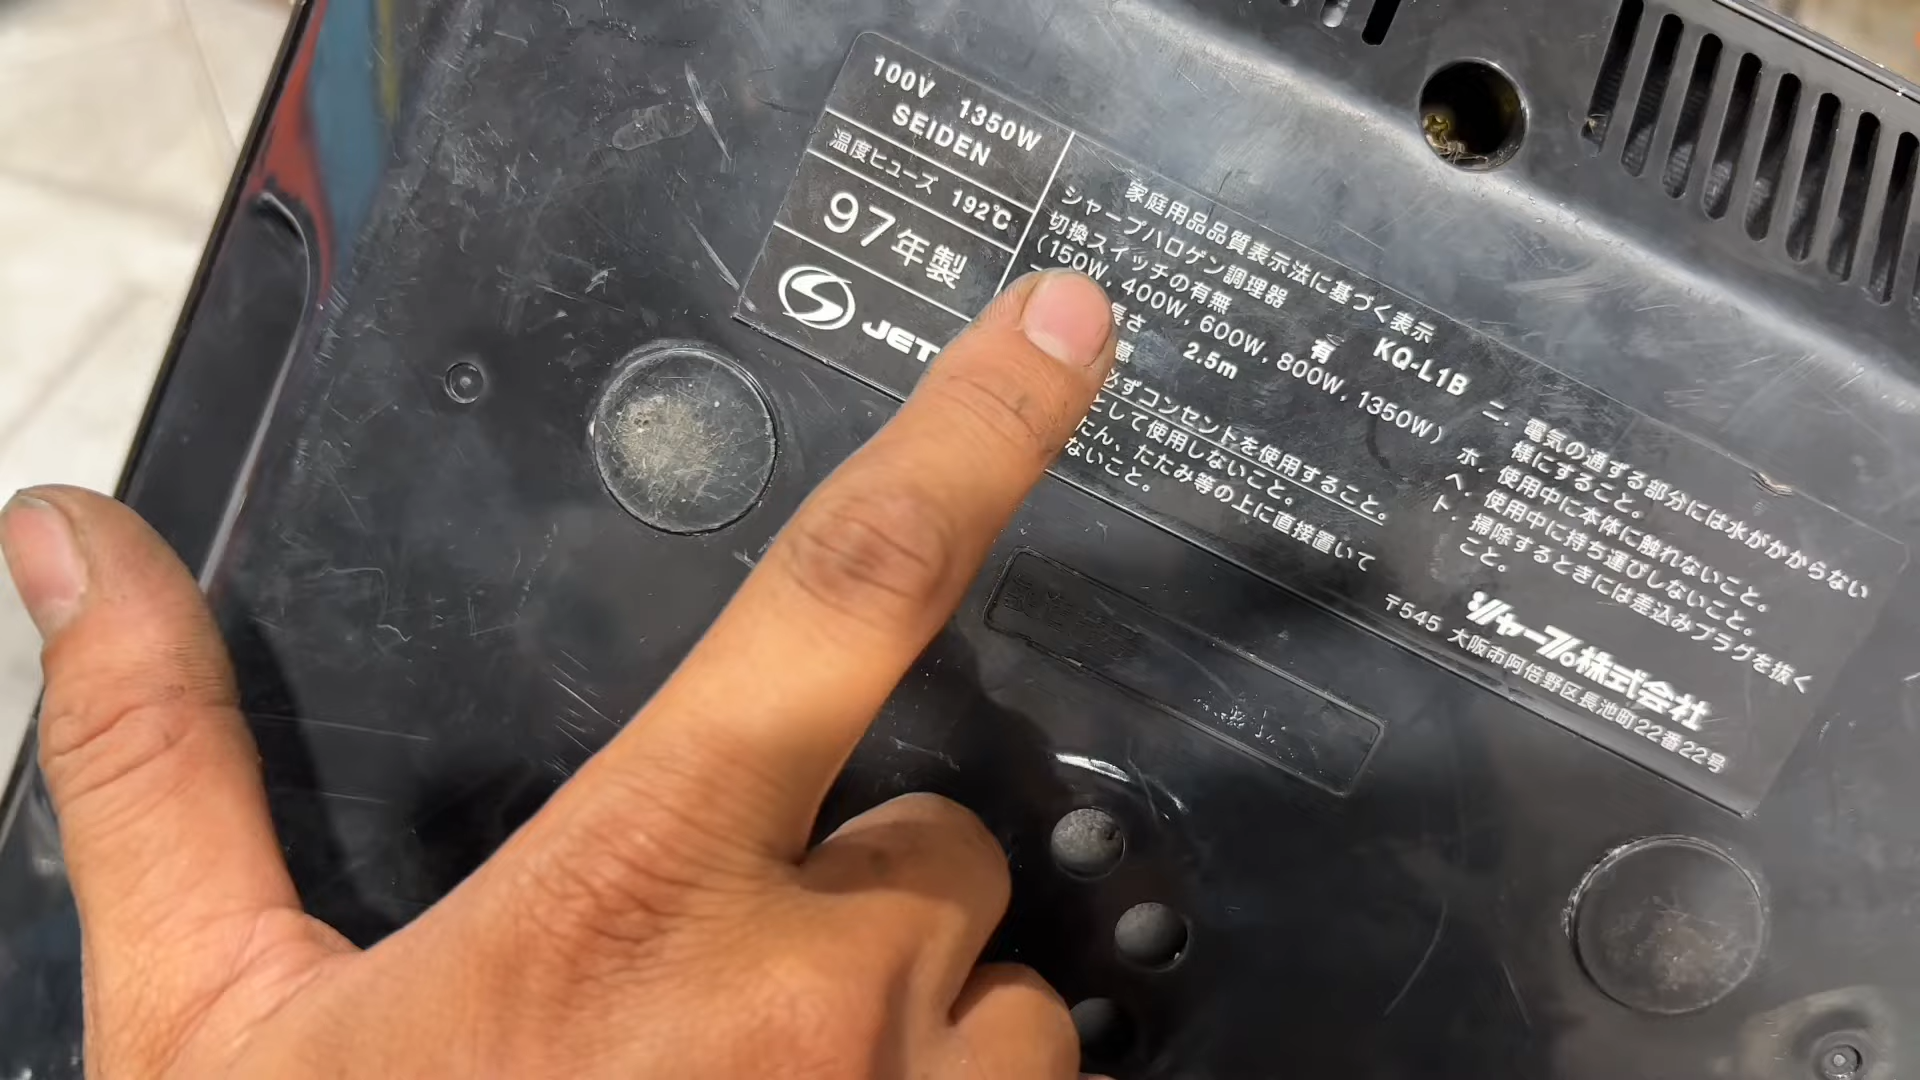 100V 1350W
SEIDEN
温度ヒューズ 192℃
97年製
JET
家庭用品品質表示法に基づく表示
シャープハロゲン調理器 KQ-L1B
切換スイッチの有無 有
(150W, 400W, 600W, 800W, 1350W)
長さ 2.5m
意
必ずコンセントを使用すること。
として使用しないこと。
たん、たたみ等の上に直接置いて
ないこと。
ニ. 電気の通ずる部分には水がかからない
様にすること。
ホ. 使用中に本体に触れないこと。
ヘ. 使用中に持ち運びしないこと。
ト. 掃除するときには差込みプラグを抜く
こと。
シャープ株式会社
〒545 大阪市阿倍野区長池町22番22号